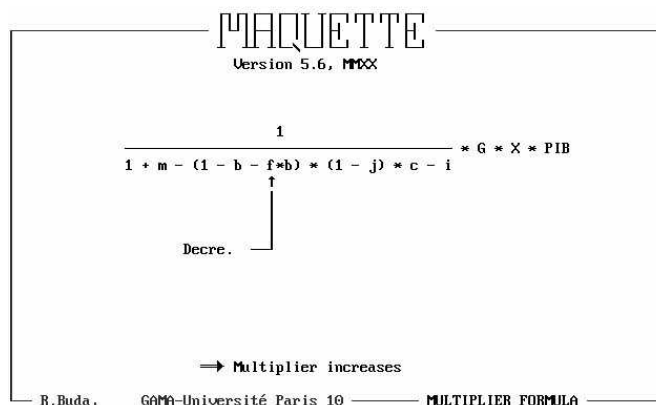 MAQUETTE
Version 5.6, MMXX
1
* G * X * PIB
1 + m - (1 - b - f*b) * (1 - j) * c - i
↑
Decre.
⇒ Multiplier increases
R.Buda. GAMA-Université Paris 10 MULTIPLIER FORMULA